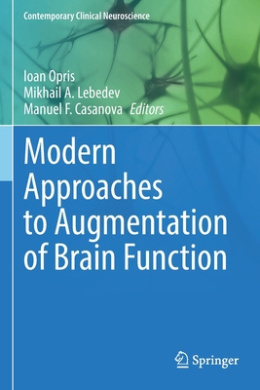 Contemporary Clinical Neuroscience
Ioan Opris
Mikhail A. Lebedev
Manuel F. Casanova Editors
Modern
Approaches
to Augmentation
of Brain Function
Springer